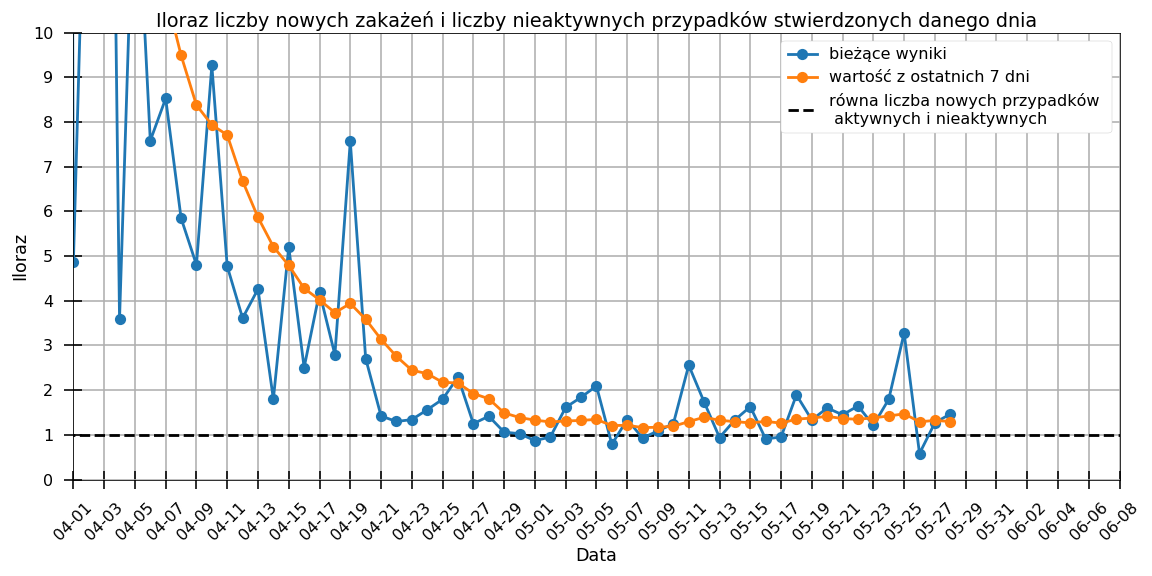 Iloraz liczby nowych zakażeń i liczby nieaktywnych przypadków stwierdzonych danego dnia
bieżące wyniki
wartość z ostatnich 7 dni
równa liczba nowych przypadków
aktywnych i nieaktywnych
Iloraz
10
9
8
7
6
5
4
3
2
1
0
04-01 04-03 04-05 04-07 04-09 04-11 04-13 04-15 04-17 04-19 04-21 04-23 04-25 04-27 04-29 05-01 05-03 05-05 05-07 05-09 05-11 05-13 05-15 05-17 05-19 05-21 05-23 05-25 05-27 05-29 05-31 06-02 06-04 06-06 06-08
Data